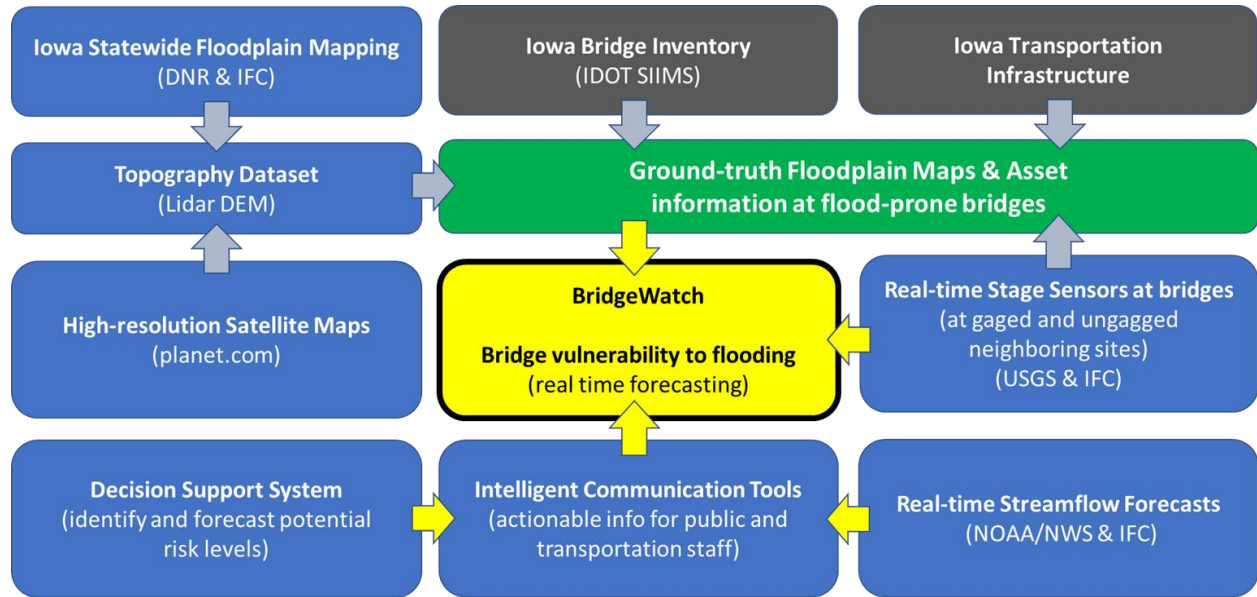 Iowa Statewide Floodplain Mapping
(DNR & IFC)
Iowa Bridge Inventory
(IDOT SIIMS)
Iowa Transportation
Infrastructure
Topography Dataset
(Lidar DEM)
Ground-truth Floodplain Maps & Asset
information at flood-prone bridges
High-resolution Satellite Maps
(planet.com)
BridgeWatch
Bridge vulnerability to flooding
(real time forecasting)
Real-time Stage Sensors at bridges
(at gaged and ungagged
neighboring sites)
(USGS & IFC)
Decision Support System
(identify and forecast potential
risk levels)
Intelligent Communication Tools
(actionable info for public and
transportation staff)
Real-time Streamflow Forecasts
(NOAA/NWS & IFC)